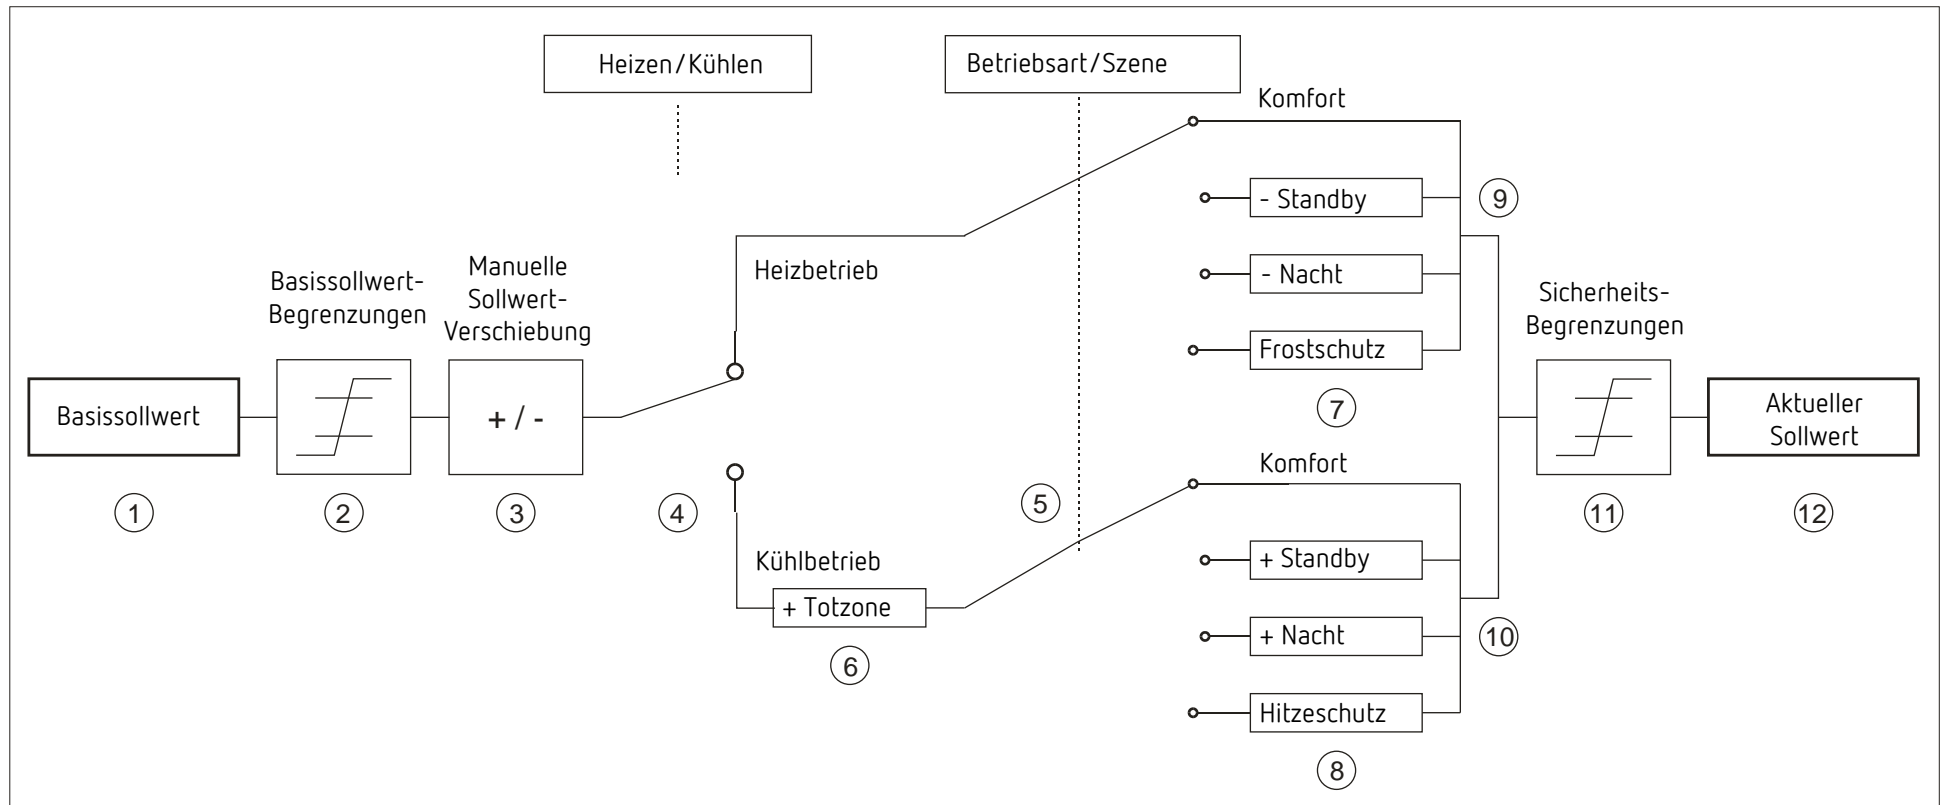 Heizen/Kühlen
Betriebsart/Szene
Komfort
- Standby
9
- Nacht
Frostschutz
7
Heizbetrieb
Basissollwert-
Begrenzungen
Manuelle
Sollwert-
Verschiebung
Sicherheits-
Begrenzungen
Basissollwert
+ / -
Aktueller
Sollwert
1
2
3
4
5
11
12
Komfort
Kühlbetrieb
+ Totzone
6
+ Standby
+ Nacht
10
Hitzeschutz
8